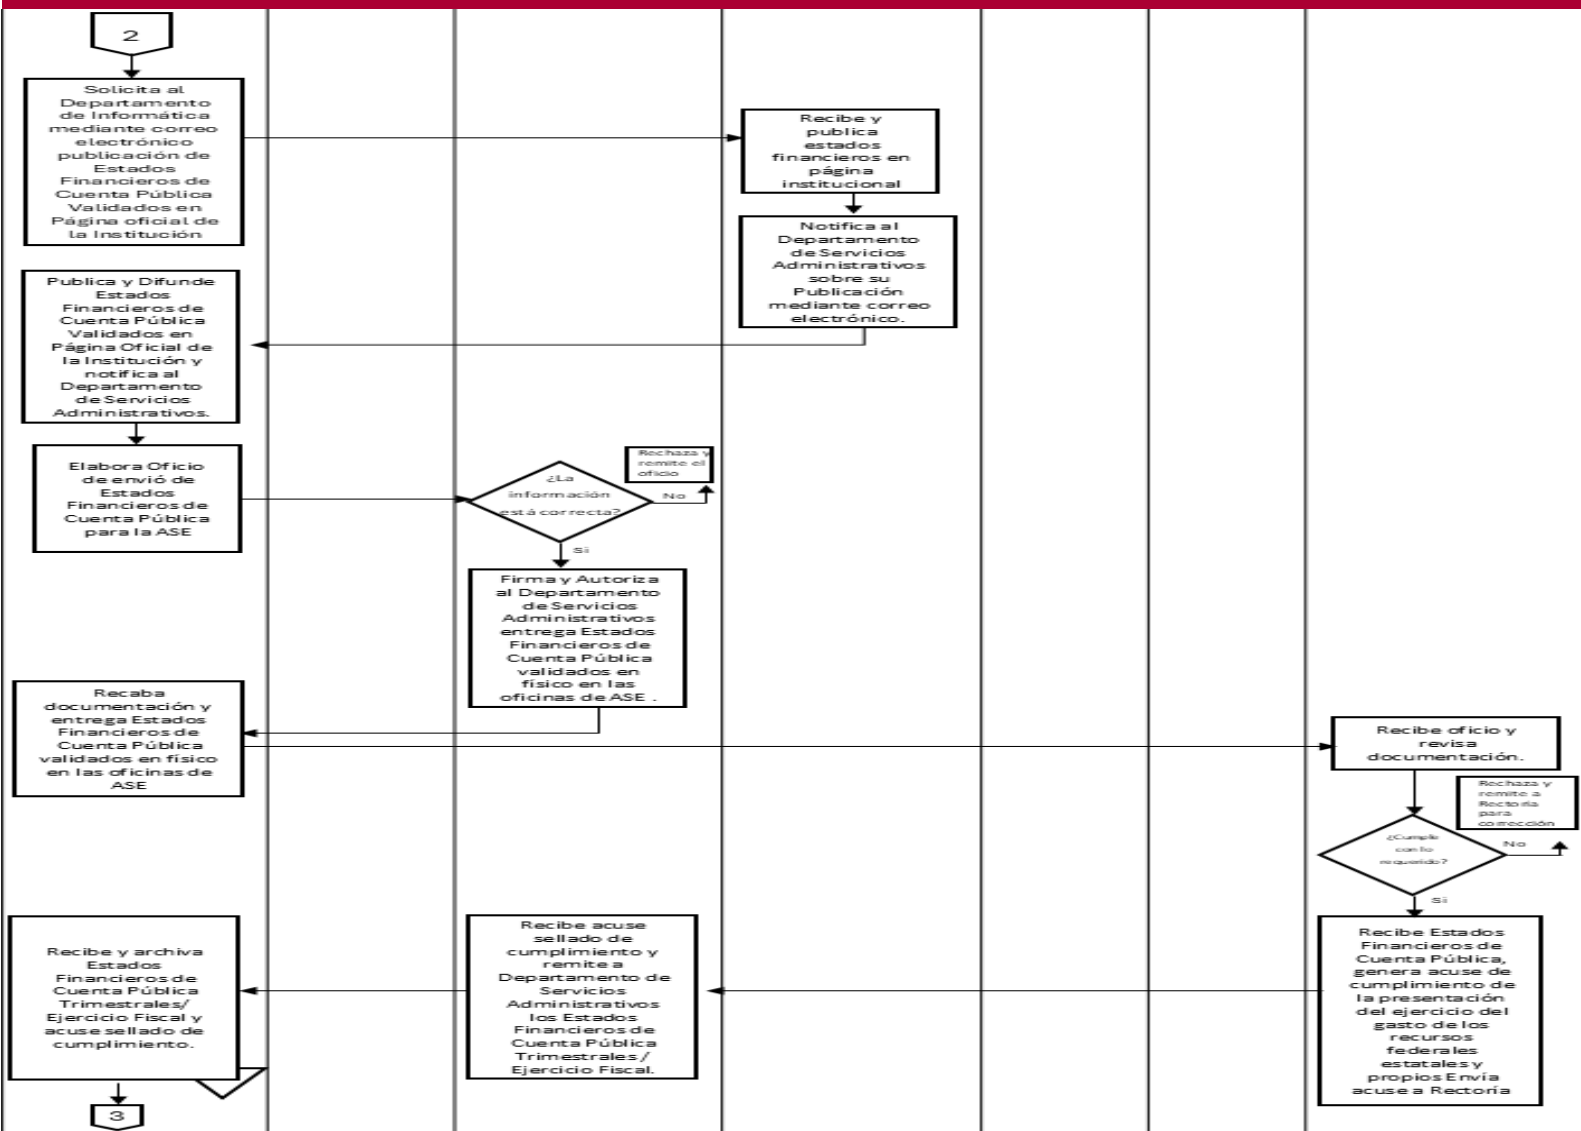 2
Solicita al
Departamento
de Informática
mediante correo
electrónico
publicación de
Estados
Financieros de
Cuenta Pública
Validados en
Página oficial de
la Institución
Recibe y
publica
estados
financieros en
página
institucional
Notifica al
Departamento
de Servicios
Administrativos
sobre su
Publicación
mediante correo
electrónico.
Publica y Difunde
Estados
Financieros de
Cuenta Pública
Validados en
Página Oficial de
la Institución y
notifica al
Departamento
de Servicios
Administrativos.
Elabora Oficio
de envió de
Estados
Financieros de
Cuenta Pública
para la ASE
¿La
información
está correcta?
No
Rechaza y
remite el
oficio
Si
Firma y Autoriza
al Departamento
de Servicios
Administrativos
entrega Estados
Financieros de
Cuenta Pública
validados en
físico en las
oficinas de ASE .
Recaba
documentación y
entrega Estados
Financieros de
Cuenta Pública
validados en físico
en las oficinas de
ASE
Recibe oficio y
revisa
documentación.
Rechaza y
remite a
Rectoría
para
corrección
¿Cumple
con lo
requerido?
No
Si
Recibe Estados
Financieros de
Cuenta Pública,
genera acuse de
cumplimiento de
la presentación
del ejercicio del
gasto de los
recursos
federales
estatales y
propios Envía
acuse a Rectoría
Recibe acuse
sellado de
cumplimiento y
remite a
Departamento de
Servicios
Administrativos
los Estados
Financieros de
Cuenta Pública
Trimestrales/
Ejercicio Fiscal.
Recibe y archiva
Estados
Financieros de
Cuenta Pública
Trimestrales/
Ejercicio Fiscal y
acuse sellado de
cumplimiento.
3